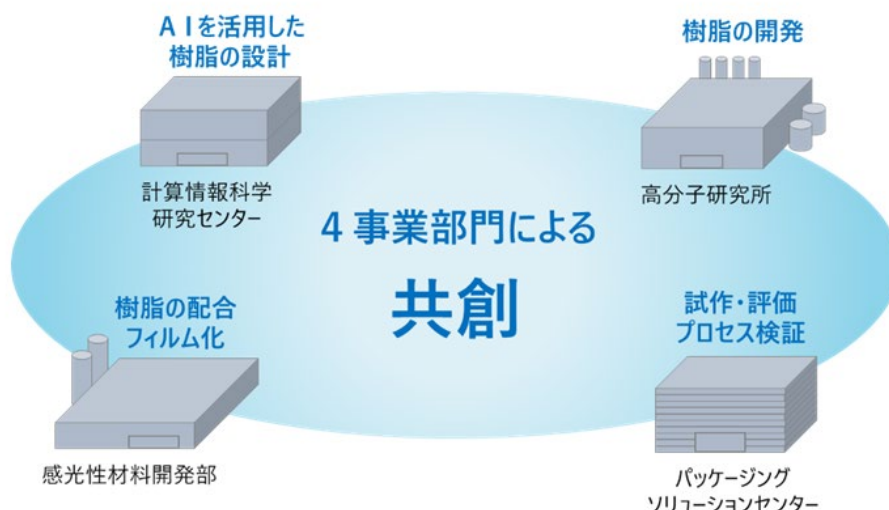 AIを活用した
樹脂の設計
計算情報科学
研究センター
樹脂の開発
高分子研究所
4事業部門による
共創
樹脂の配合
フィルム化
感光性材料開発部
試作・評価
プロセス検証
パッケージング
ソリューションセンター